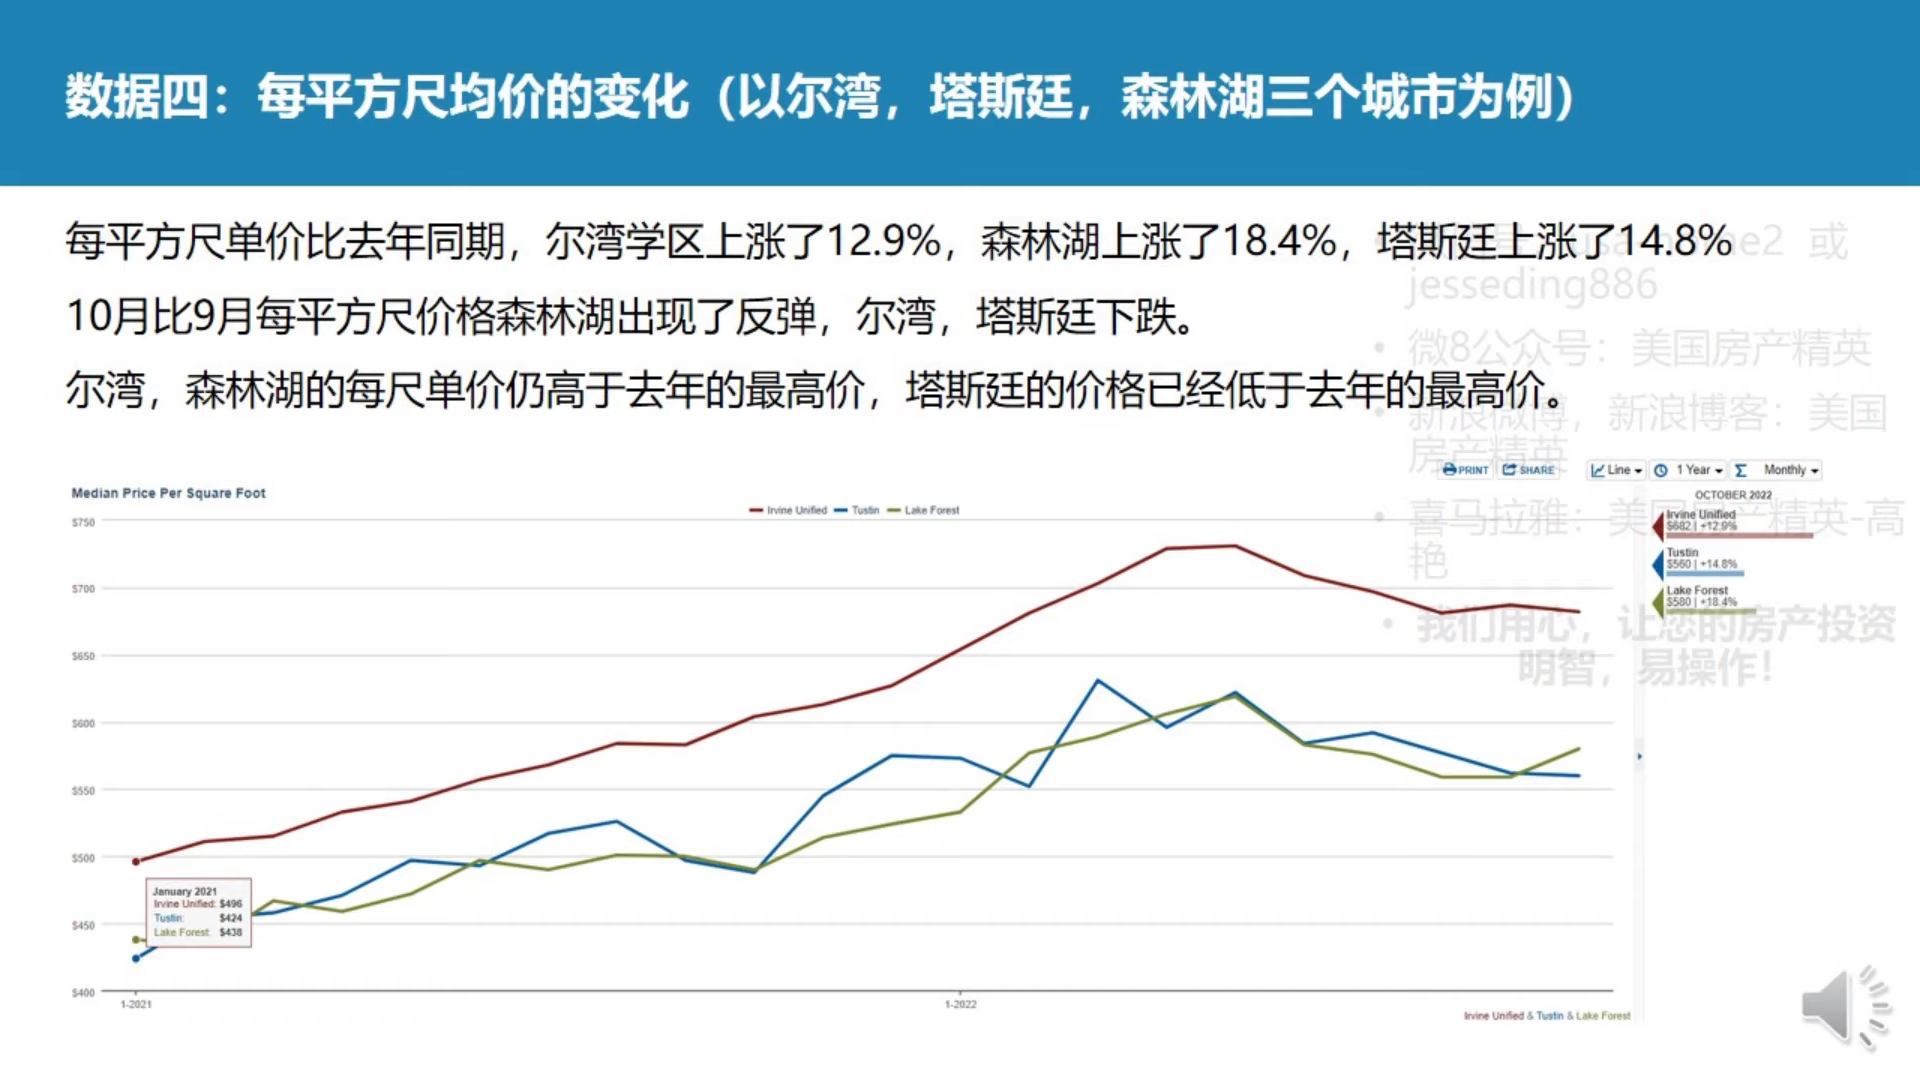 数据四：每平方尺均价的变化（以尔湾，塔斯廷，森林湖三个城市为例）
每平方尺单价比去年同期，尔湾学区上涨了12.9%，森林湖上涨了18.4%，塔斯廷上涨了14.8%
10月比9月每平方尺价格森林湖出现了反弹，尔湾，塔斯廷下跌。
尔湾，森林湖的每尺单价仍高于去年的最高价，塔斯廷的价格已经低于去年的最高价。
或
jesseding886
• 微8公众号：美国房产精英
• 新浪微博，新浪博客：美国
房产精英
• 喜马拉雅：美国房产精英-高
艳
• 我们用心，让您的房产投资
明智，易操作！
PRINT SHARE Line 1 Year Monthly
Median Price Per Square Foot
Irvine Unified Tustin Lake Forest
OCTOBER 2022
Irvine Unified
$682 | +12.9%
Tustin
$560 | +14.8%
Lake Forest
$580 | +18.4%
$750
$700
$650
$600
$550
$500
$450
$400
January 2021
Irvine Unified: $496
Tustin: $424
Lake Forest: $438
1-2021
1-2022
Irvine Unified & Tustin & Lake Forest